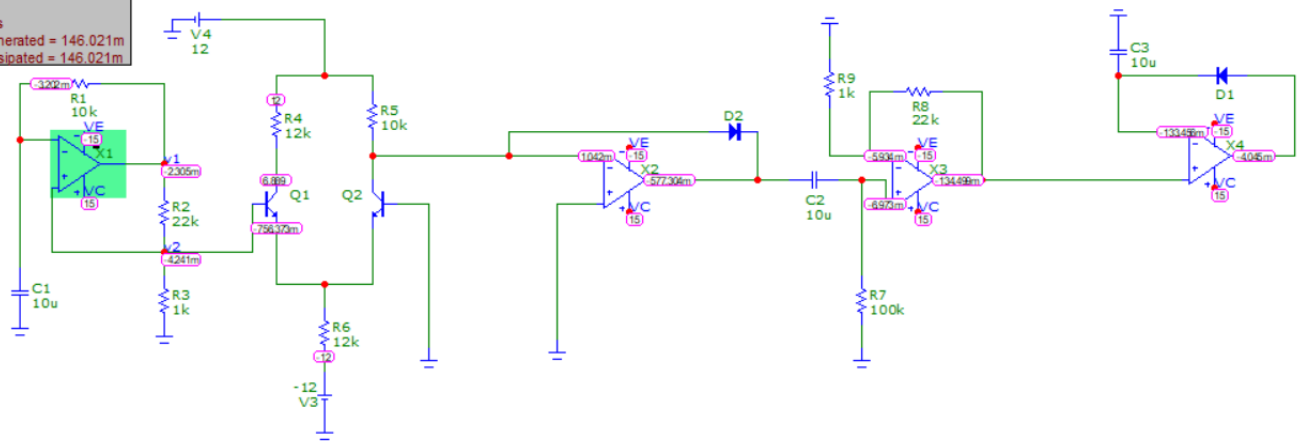 s
nerated = 146.021m
sipated = 146.021m
V4
12
-3.202m
R1
10k
VE
-15
X1
v1
-2.305m
VC
15
R2
22k
v2
-4.241m
R3
1k
C1
10u
12
R4
12k
R5
10k
6.869
Q1
Q2
-756.373m
R6
12k
-12
-12
V3
D2
1.042m
VE
-15
X2
-577.304m
VC
15
C2
10u
R9
1k
R8
22k
VE
-15
-5.934m
X3
-134.498m
-6.973m
VC
15
R7
100k
C3
10u
D1
-133.456m
VE
-15
X4
-4.045m
VC
15